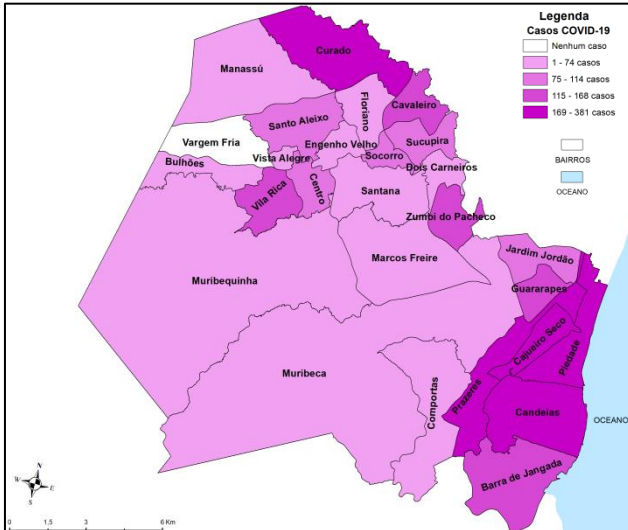 Legenda
Casos COVID-19
Nenhum caso
1 - 74 casos
75 - 114 casos
115 - 168 casos
169 - 381 casos
BAIRROS
OCEANO
Curado
Manassú
Floriano
Cavaleiro
Santo Aleixo
Vargem Fria
Engenho Velho
Sucupira
Socorro
Vista Alegre
Bulhões
Dois Carneiros
Vila Rica
Centro
Santana
Zumbi do Pacheco
Marcos Freire
Jardim Jordão
Muribequinha
Guararapes
Cajueiro Seco
Piedade
Muribeca
Comportas
Prazeres
Candeias
OCEANO
Barra de Jangada
N
W
E
S
0 1,5 3 6 Km